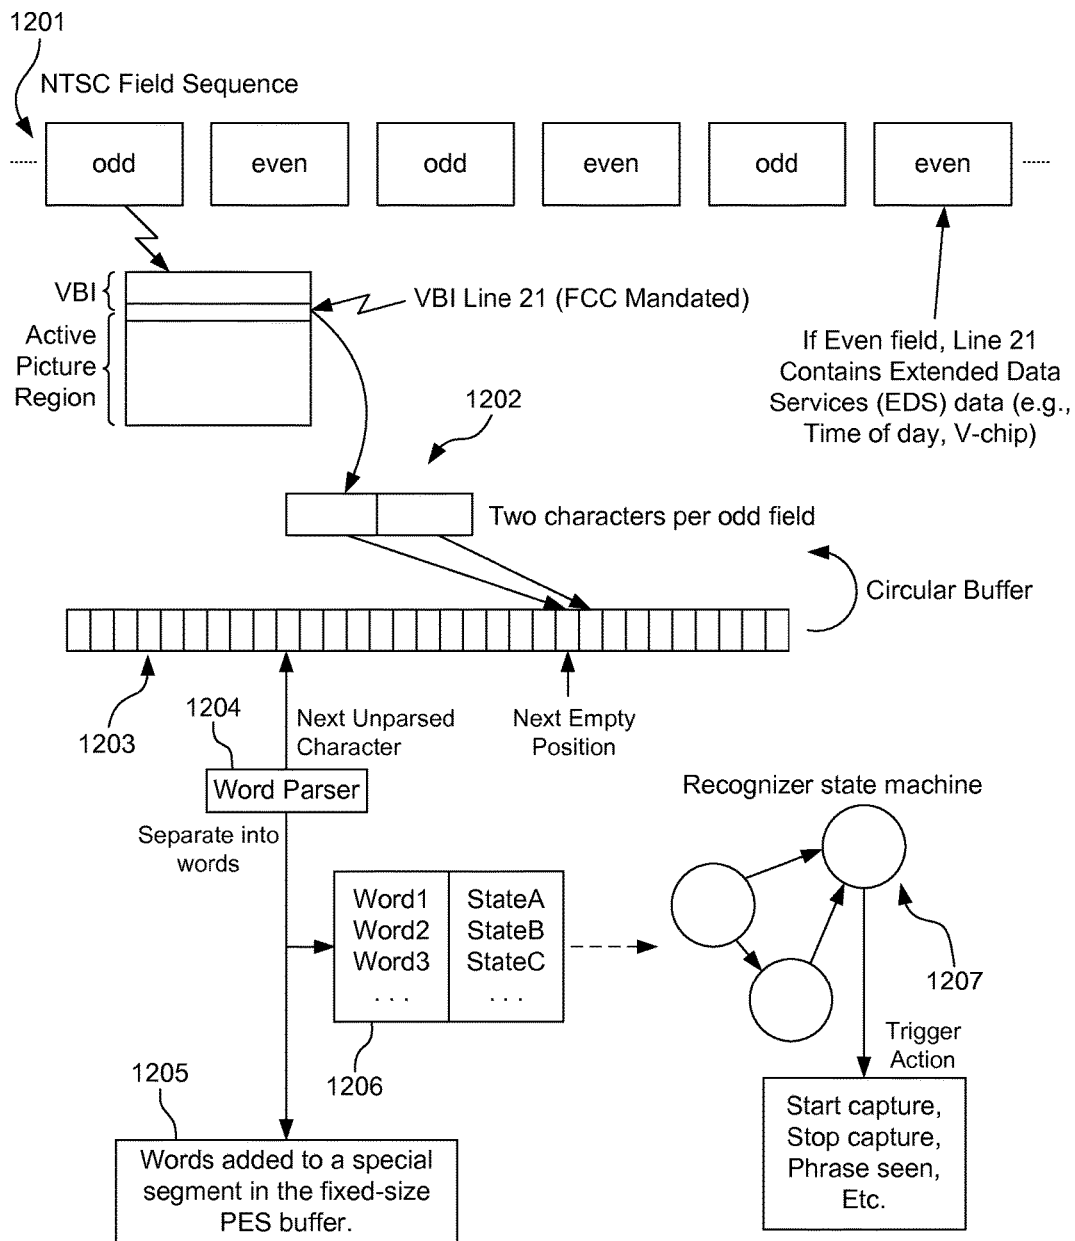 1201
NTSC Field Sequence
odd even odd even odd even
VBI
VBI Line 21 (FCC Mandated)
Active
Picture
Region
If Even field, Line 21
Contains Extended Data
Services (EDS) data (e.g.,
Time of day, V-chip)
1202
Two characters per odd field
Circular Buffer
1203
1204
Next Unparsed
Character
Next Empty
Position
Word Parser
Separate into
words
Recognizer state machine
Word1 StateA
Word2 StateB
Word3 StateC
. . . . . .
1206
1207
Trigger
Action
1205
Words added to a special
segment in the fixed-size
PES buffer.
Start capture,
Stop capture,
Phrase seen,
Etc.